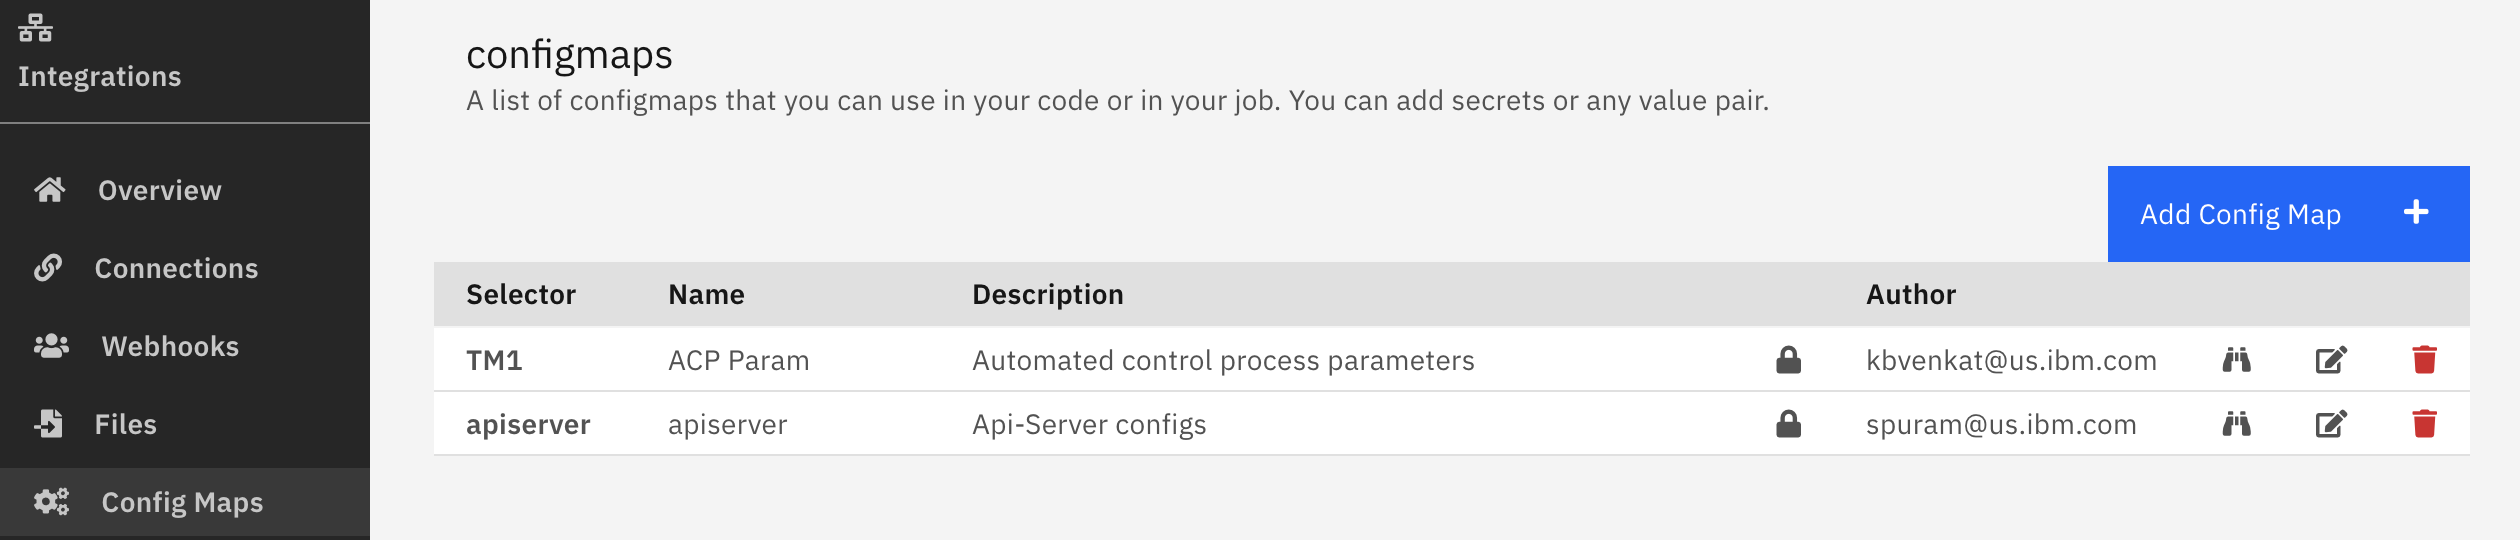 Integrations
Overview
Connections
Webhooks
Files
Config Maps
configmaps
A list of configmaps that you can use in your code or in your job. You can add secrets or any value pair.
Add Config Map
Selector Name Description Author
TM1 ACP Param Automated control process parameters kbvenkat@us.ibm.com
apiserver apiserver Api-Server configs spuram@us.ibm.com